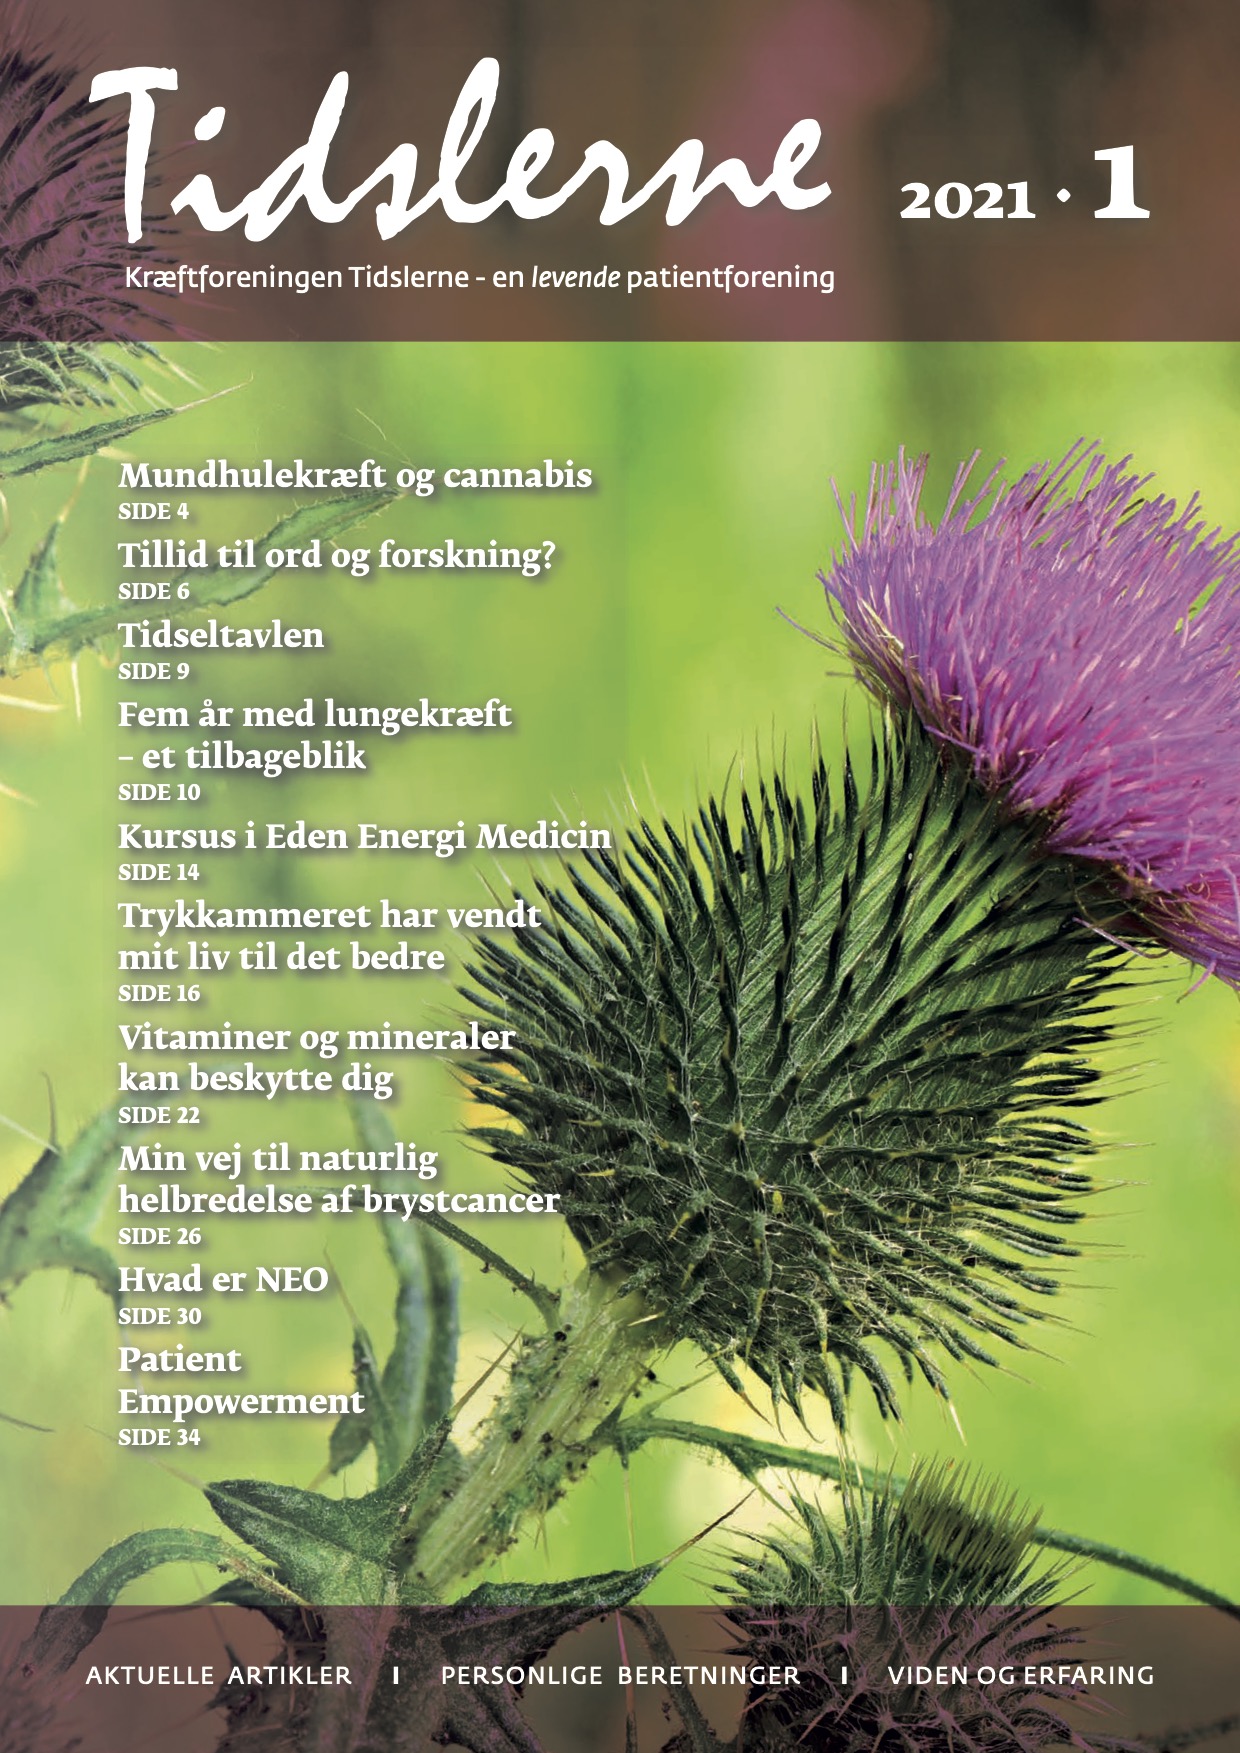 Tidslerne 2021 · 1
Kræftforeningen Tidslerne - en levende patientforening
Mundhulekræft og cannabis
SIDE 4
Tillid til ord og forskning?
SIDE 6
Tidseltavlen
SIDE 9
Fem år med lungekræft
– et tilbageblik
SIDE 10
Kursus i Eden Energi Medicin
SIDE 14
Trykkammeret har vendt
mit liv til det bedre
SIDE 16
Vitaminer og mineraler
kan beskytte dig
SIDE 22
Min vej til naturlig
helbredelse af brystcancer
SIDE 26
Hvad er NEO
SIDE 30
Patient
Empowerment
SIDE 34
AKTUELLE ARTIKLER I PERSONLIGE BERETNINGER I VIDEN OG ERFARING